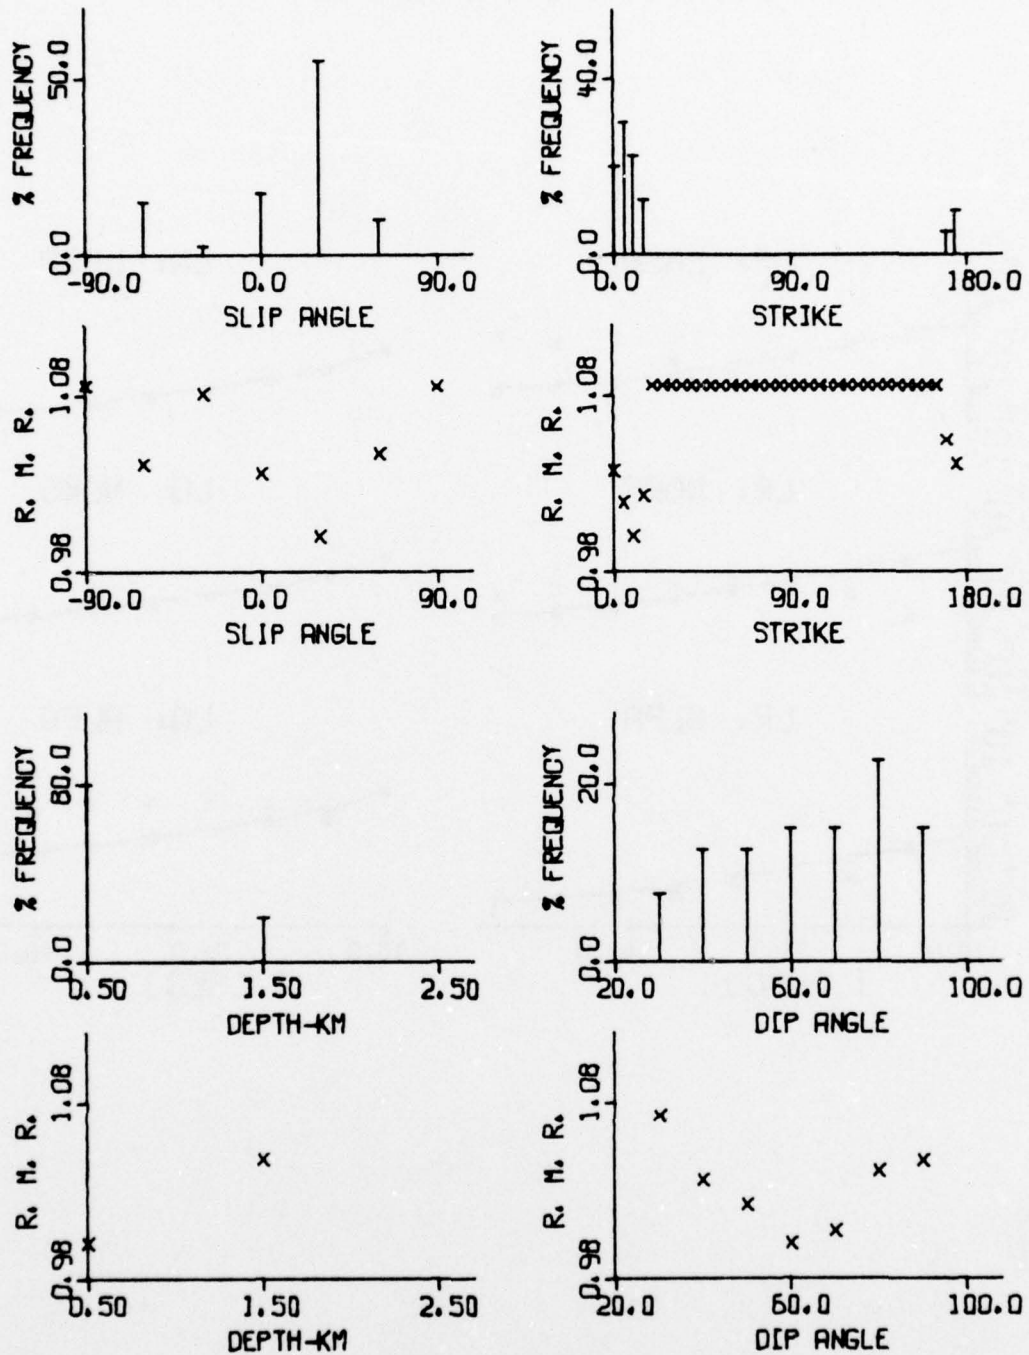 % FREQUENCY
50.0
0.0
-90.0 0.0 90.0
SLIP ANGLE
% FREQUENCY
40.0
0.0
0.0 90.0 180.0
STRIKE
R. M. R.
1.08
0.98
-90.0 0.0 90.0
SLIP ANGLE
R. M. R.
1.08
0.98
0.0 90.0 180.0
STRIKE
% FREQUENCY
80.0
0.0
0.50 1.50 2.50
DEPTH-KM
% FREQUENCY
20.0
0.0
20.0 60.0 100.0
DIP ANGLE
R. M. R.
1.08
0.98
0.50 1.50 2.50
DEPTH-KM
R. M. R.
1.08
0.98
20.0 60.0 100.0
DIP ANGLE